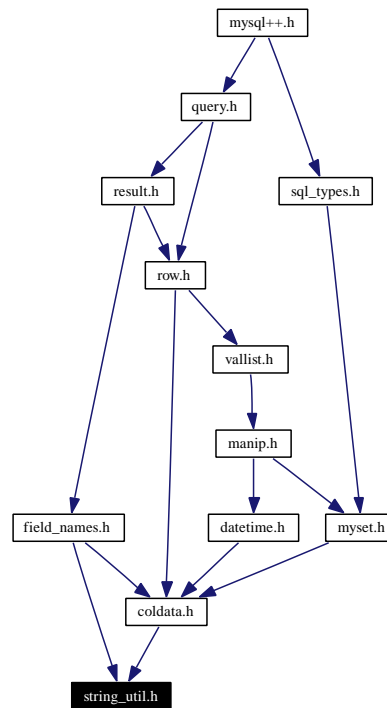 mysql++.h
query.h
result.h
sql_types.h
row.h
vallist.h
manip.h
field_names.h
datetime.h
myset.h
coldata.h
string_util.h